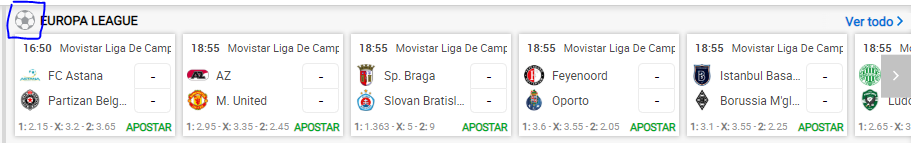 EUROPA LEAGUE
Ver todo >
16:50 Movistar Liga De Camp
FC Astana -
Partizan Belg... -
1: 2.15 - X: 3.2 - 2: 3.65 APOSTAR
18:55 Movistar Liga De Camp
AZ -
M. United -
1: 2.95 - X: 3.35 - 2: 2.45 APOSTAR
18:55 Movistar Liga De Camp
Sp. Braga -
Slovan Bratisl... -
1: 1.363 - X: 5 - 2: 9 APOSTAR
18:55 Movistar Liga De Camp
Feyenoord -
Oporto -
1: 3.6 - X: 3.55 - 2: 2.05 APOSTAR
18:55 Movistar Liga De Camp
Istanbul Basa... -
Borussia M'gl... -
1: 3.1 - X: 3.55 - 2: 2.25 APOSTAR
18:55 Mov
1: 2.65 - X: 3